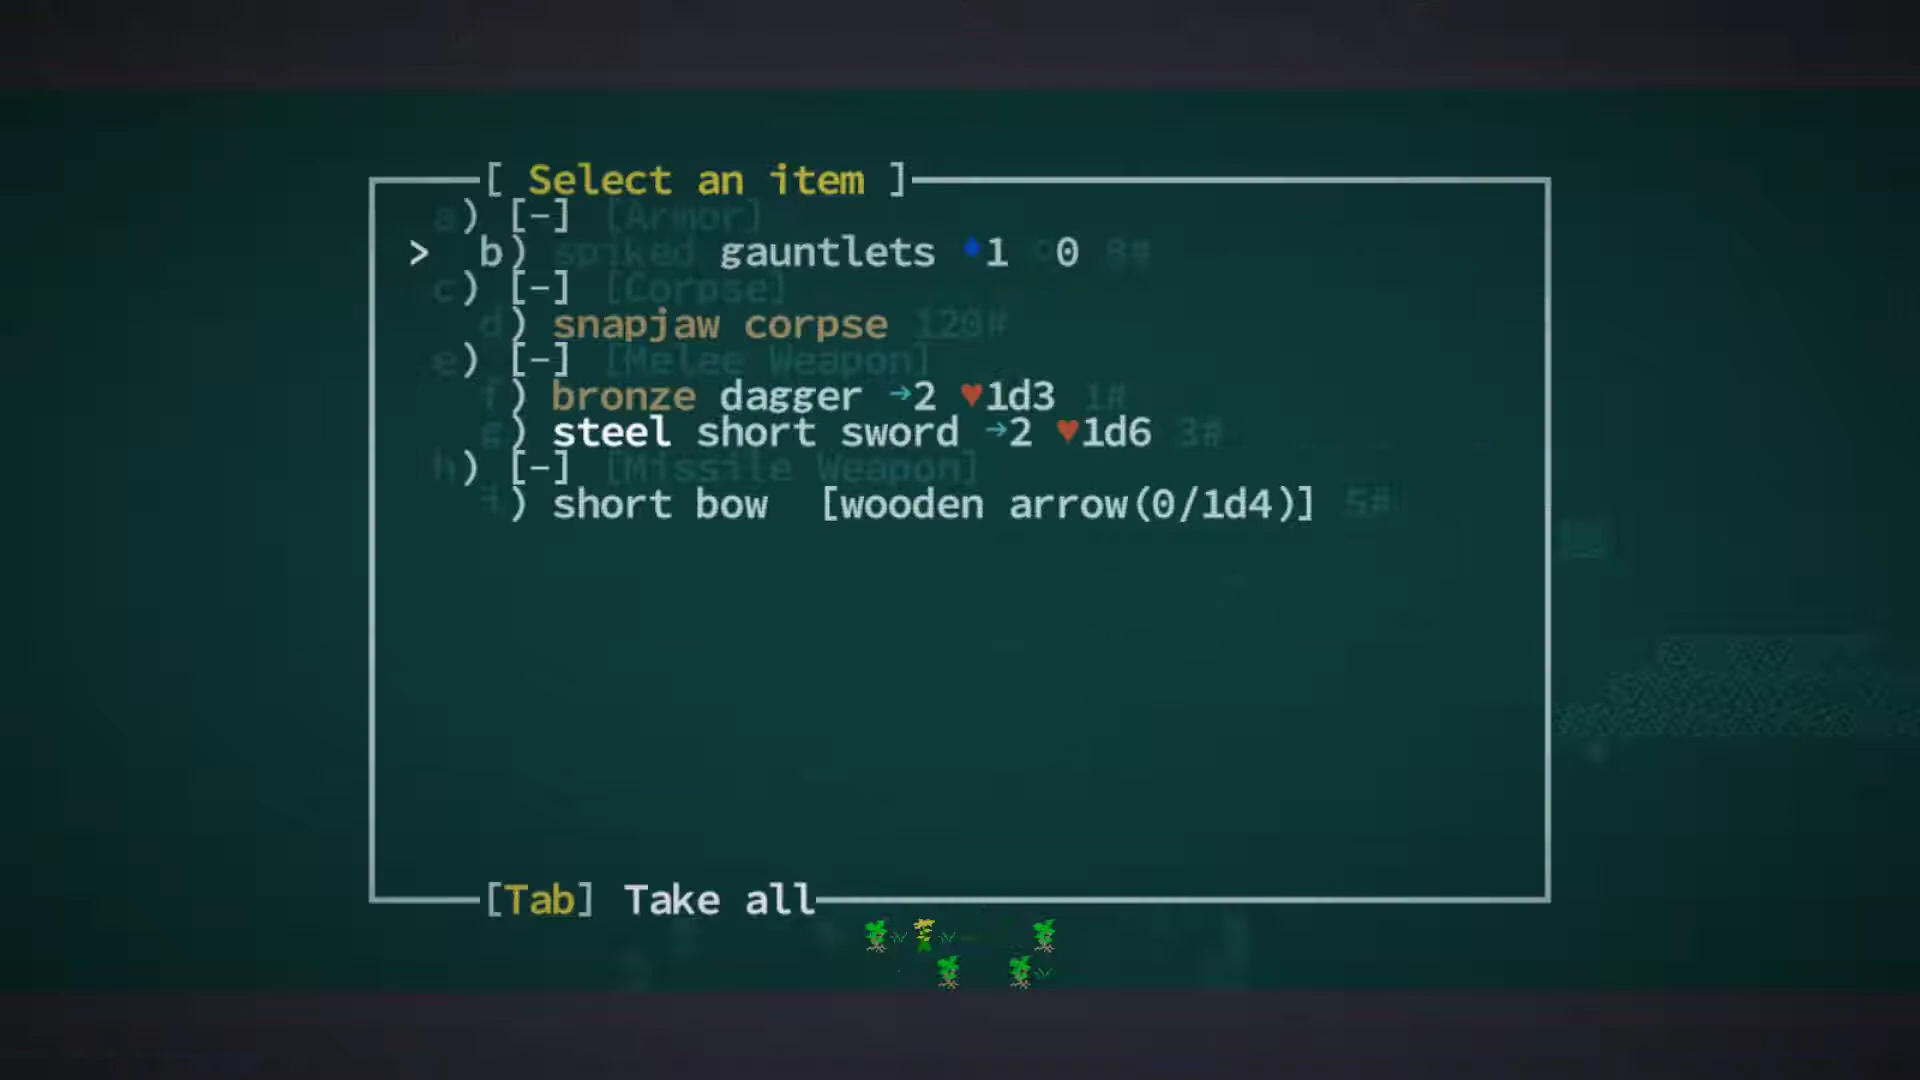 [ Select an item ]
a) [-] [Armor]
> b) spiked gauntlets ♦1 ○0 8#
c) [-] [Corpse]
d) snapjaw corpse 120#
e) [-] [Melee Weapon]
f) bronze dagger →2 ♥1d3 1#
g) steel short sword →2 ♥1d6 3#
h) [-] [Missile Weapon]
i) short bow [wooden arrow(0/1d4)] 5#
[Tab] Take all